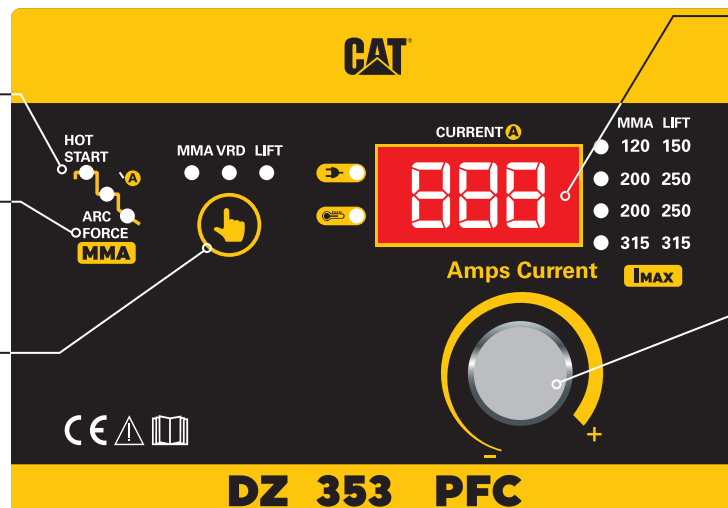 CAT®
HOT
START
A
ARC
FORCE
MMA
MMA VRD LIFT
CURRENT A
888
MMA LIFT
120 150
200 250
200 250
315 315
IMAX
Amps Current
- +
CE
DZ 353 PFC